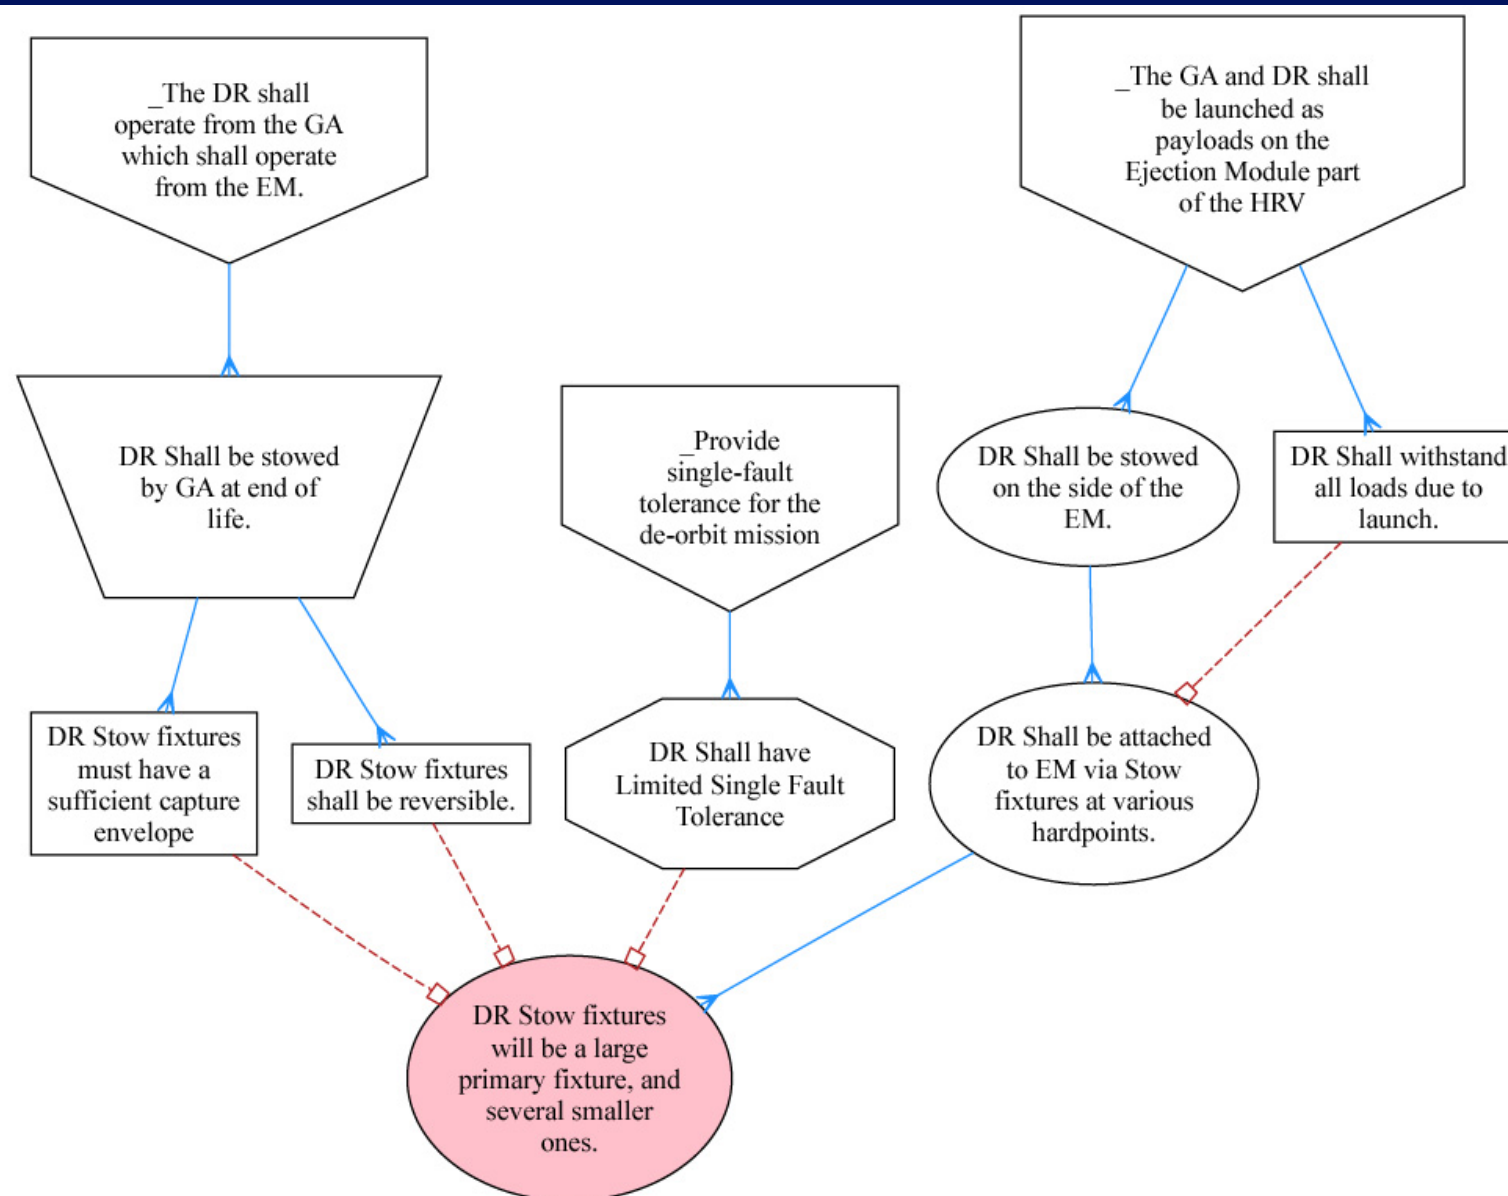 _The DR shall
operate from the GA
which shall operate
from the EM.
_The GA and DR shall
be launched as
payloads on the
Ejection Module part
of the HRV
DR Shall be stowed
by GA at end of
life.
_Provide
single-fault
tolerance for the
de-orbit mission
DR Shall be stowed
on the side of the
EM.
DR Shall withstand
all loads due to
launch.
DR Stow fixtures
must have a
sufficient capture
envelope
DR Stow fixtures
shall be reversible.
DR Shall have
Limited Single Fault
Tolerance
DR Shall be attached
to EM via Stow
fixtures at various
hardpoints.
DR Stow fixtures
will be a large
primary fixture, and
several smaller
ones.